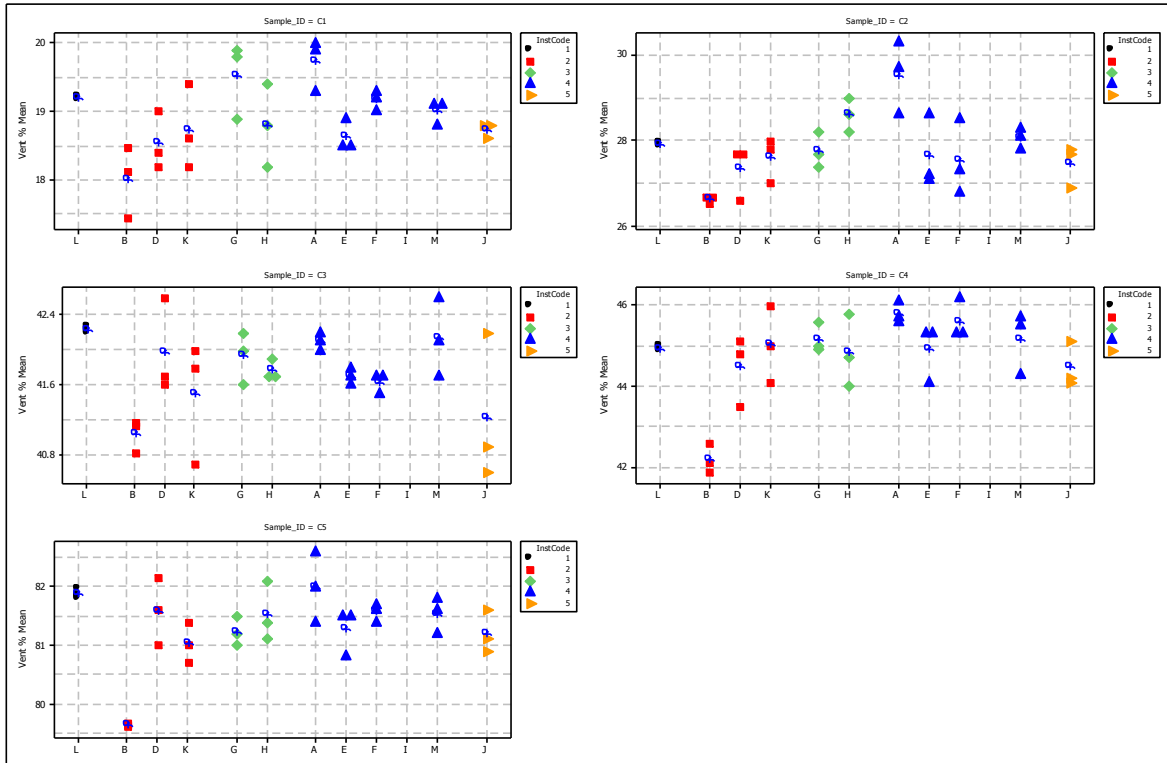 Sample_ID = C1
Vent % Mean
20
19
18
L B D K G H A E F I M J
InstCode
1
2
3
4
5
Sample_ID = C2
Vent % Mean
30
28
26
L B D K G H A E F I M J
InstCode
1
2
3
4
5
Sample_ID = C3
Vent % Mean
42.4
41.6
40.8
L B D K G H A E F I M J
InstCode
1
2
3
4
5
Sample_ID = C4
Vent % Mean
46
44
42
L B D K G H A E F I M J
InstCode
1
2
3
4
5
Sample_ID = C5
Vent % Mean
82
81
80
L B D K G H A E F I M J
InstCode
1
2
3
4
5